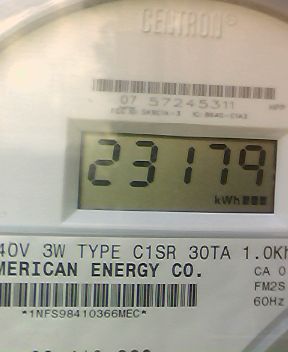 CENTRON®
07 57245311
23179
kWh
40V 3W TYPE C1SR 30TA 1.0Kh
MERICAN ENERGY CO.
CA 0
FM2S
60Hz
*1NFS98410366MEC*